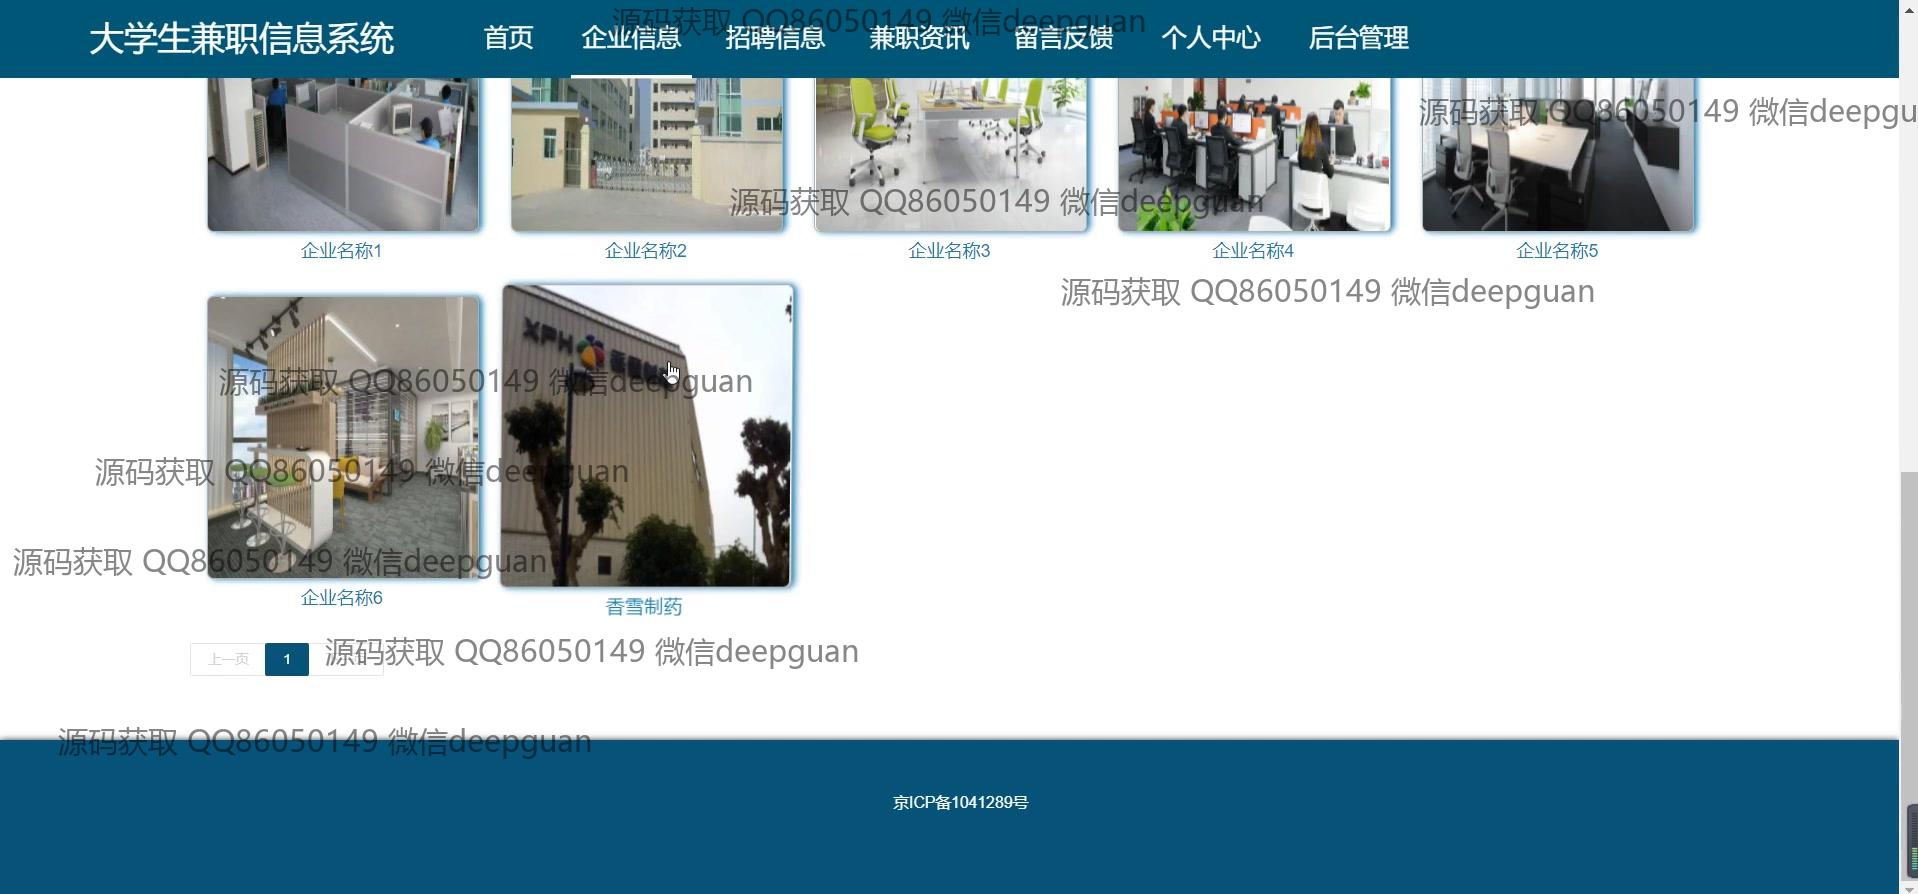 大学生兼职信息系统
首页
企业信息
招聘信息
兼职资讯
留言反馈
个人中心
后台管理
源码获取 QQ86050149 微信deepguan
源码获取 QQ86050149 微信deepgu
源码获取 QQ86050149 微信deepguan
企业名称1
企业名称2
企业名称3
企业名称4
企业名称5
源码获取 QQ86050149 微信deepguan
XPH
源码获取 QQ86050149 微信deepguan
源码获取 QQ86050149 微信deepguan
源码获取 QQ86050149 微信deepguan
企业名称6
香雪制药
上一页
1
源码获取 QQ86050149 微信deepguan
源码获取 QQ86050149 微信deepguan
京ICP备1041289号